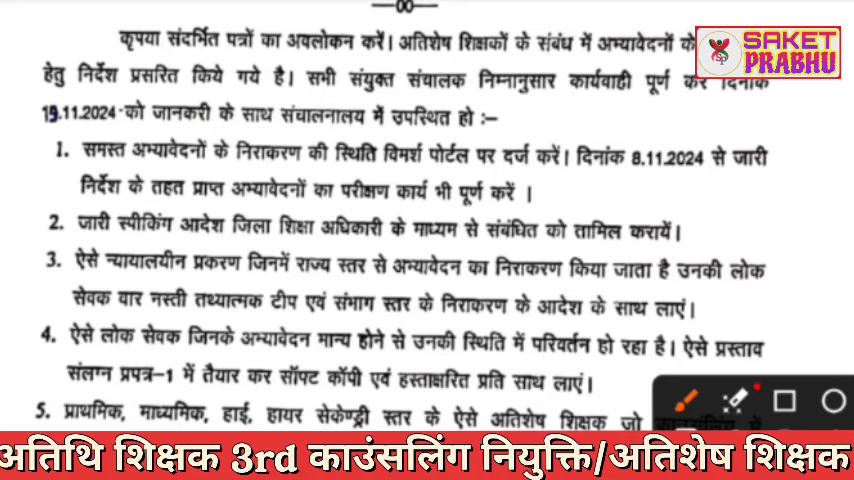 —00—
कृपया संदर्भित पत्रों का अवलोकन करें। अतिशेष शिक्षकों के संबंध में अभ्यावेदनों के
SAKET
PRABHU
हेतु निर्देश प्रसरित किये गये है। सभी संयुक्त संचालक निम्नानुसार कार्यवाही पूर्ण कर दिनांक
19.11.2024 को जानकरी के साथ संचालनालय में उपस्थित हो :–
1. समस्त अभ्यावेदनों के निराकरण की स्थिति विमर्श पोर्टल पर दर्ज करें। दिनांक 8.11.2024 से जारी
निर्देश के तहत प्राप्त अभ्यावेदनों का परीक्षण कार्य भी पूर्ण करें ।
2. जारी स्पीकिंग आदेश जिला शिक्षा अधिकारी के माध्यम से संबंधित को तामिल करायें।
3. ऐसे न्यायालयीन प्रकरण जिनमें राज्य स्तर से अभ्यावेदन का निराकरण किया जाता है उनकी लोक
सेवक वार नस्ती तथ्यात्मक टीप एवं संभाग स्तर के निराकरण के आदेश के साथ लाएं।
4. ऐसे लोक सेवक जिनके अभ्यावेदन मान्य होने से उनकी स्थिति में परिवर्तन हो रहा है। ऐसे प्रस्ताव
संलग्न प्रपत्र–1 में तैयार कर सॉफ्ट कॉपी एवं हस्ताक्षरित प्रति साथ लाएं।
5. प्राथमिक, माध्यमिक, हाई, हायर सेकेण्ड्री स्तर के ऐसे अतिशेष शिक्षक जो
अतिथि शिक्षक 3rd काउंसलिंग नियुक्ति/अतिशेष शिक्षक